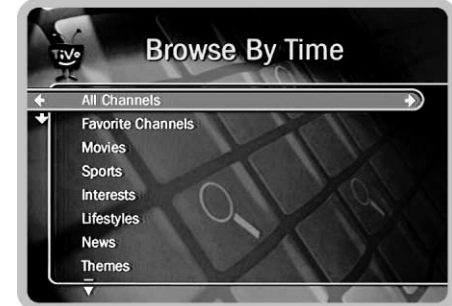 TiVo
Browse By Time
All Channels
Favorite Channels
Movies
Sports
Interests
Lifestyles
News
Themes